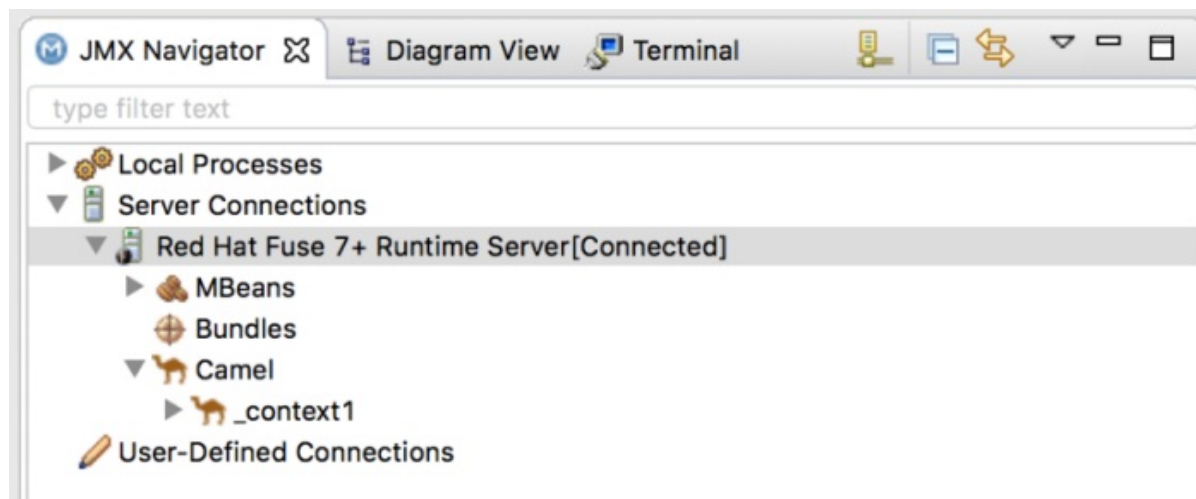 JMX Navigator Diagram View Terminal
type filter text
Local Processes
Server Connections
Red Hat Fuse 7+ Runtime Server[Connected]
MBeans
Bundles
Camel
_context1
User-Defined Connections